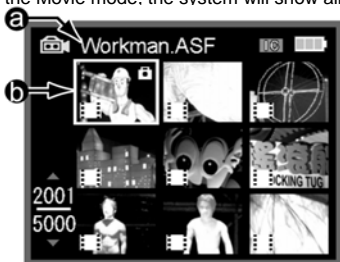 the Movie mode, the system will show all
a
Workman.ASF
b
2001
5000
CKING TUG